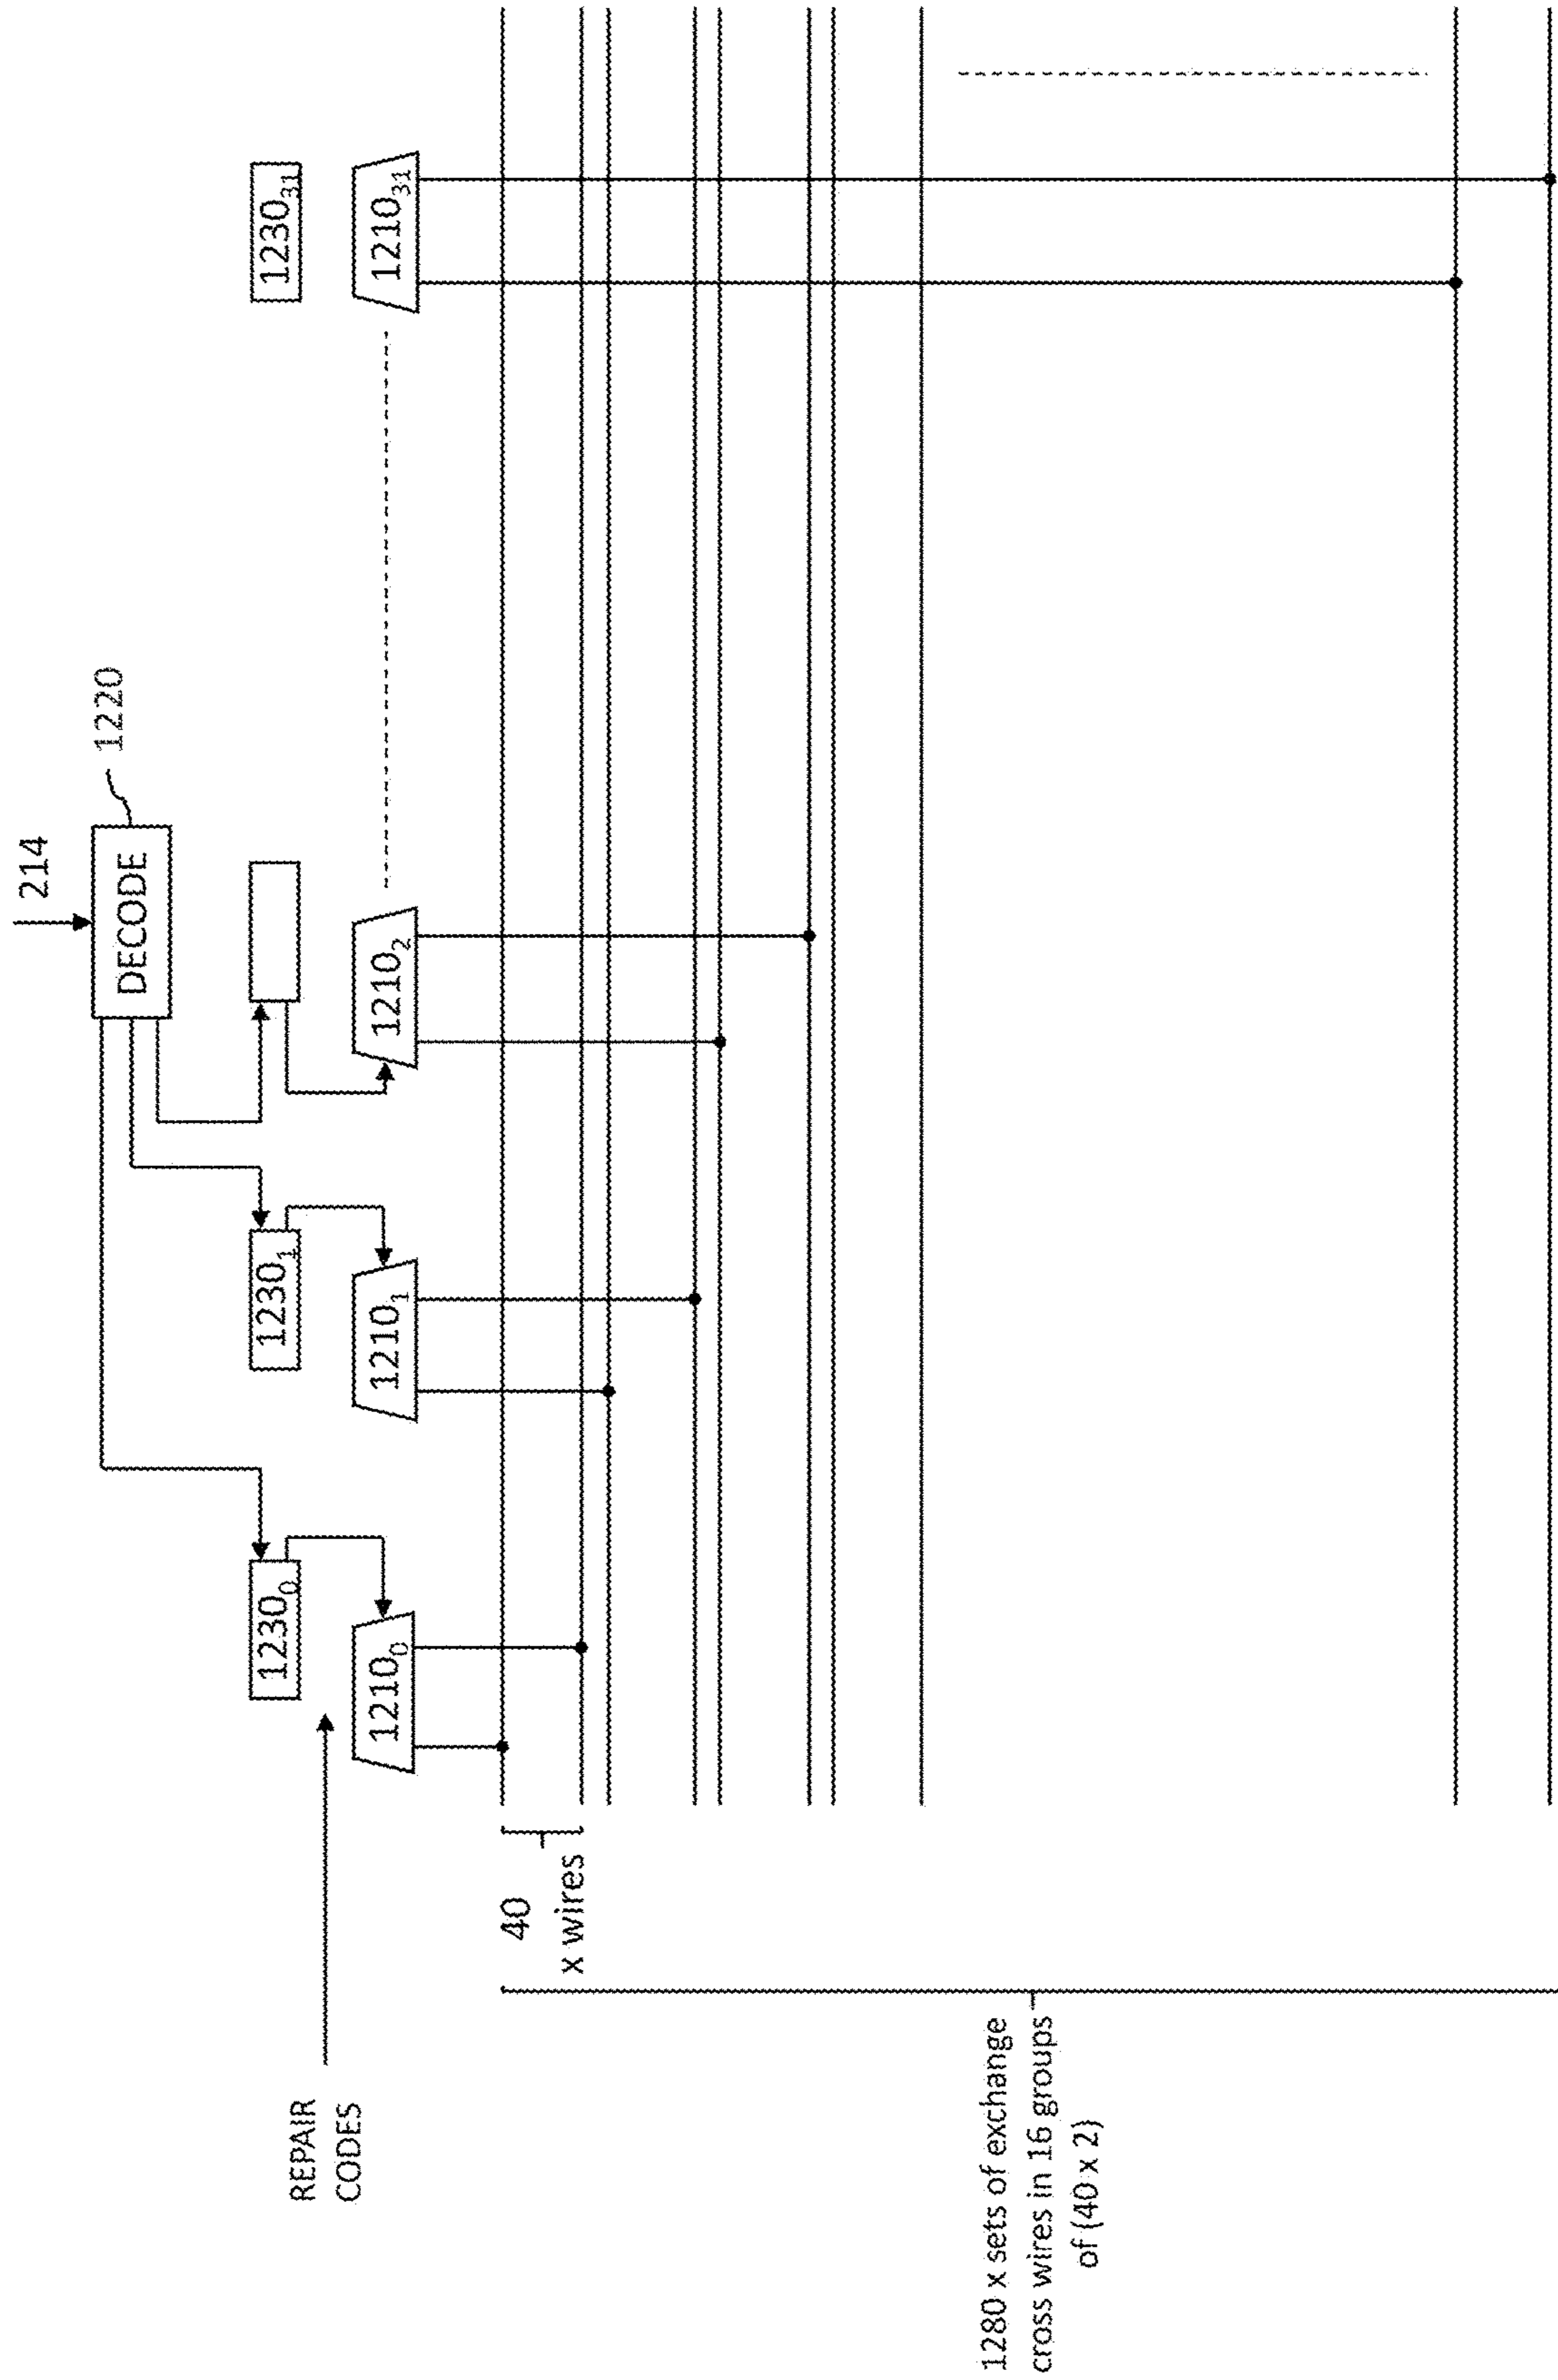 214
DECODE
1220
1230₀
1230₁
1230₃₁
REPAIR
CODES
1210₀
1210₁
1210₂
1210₃₁
40
x wires
1280 x sets of exchange
cross wires in 16 groups
of (40 x 2)